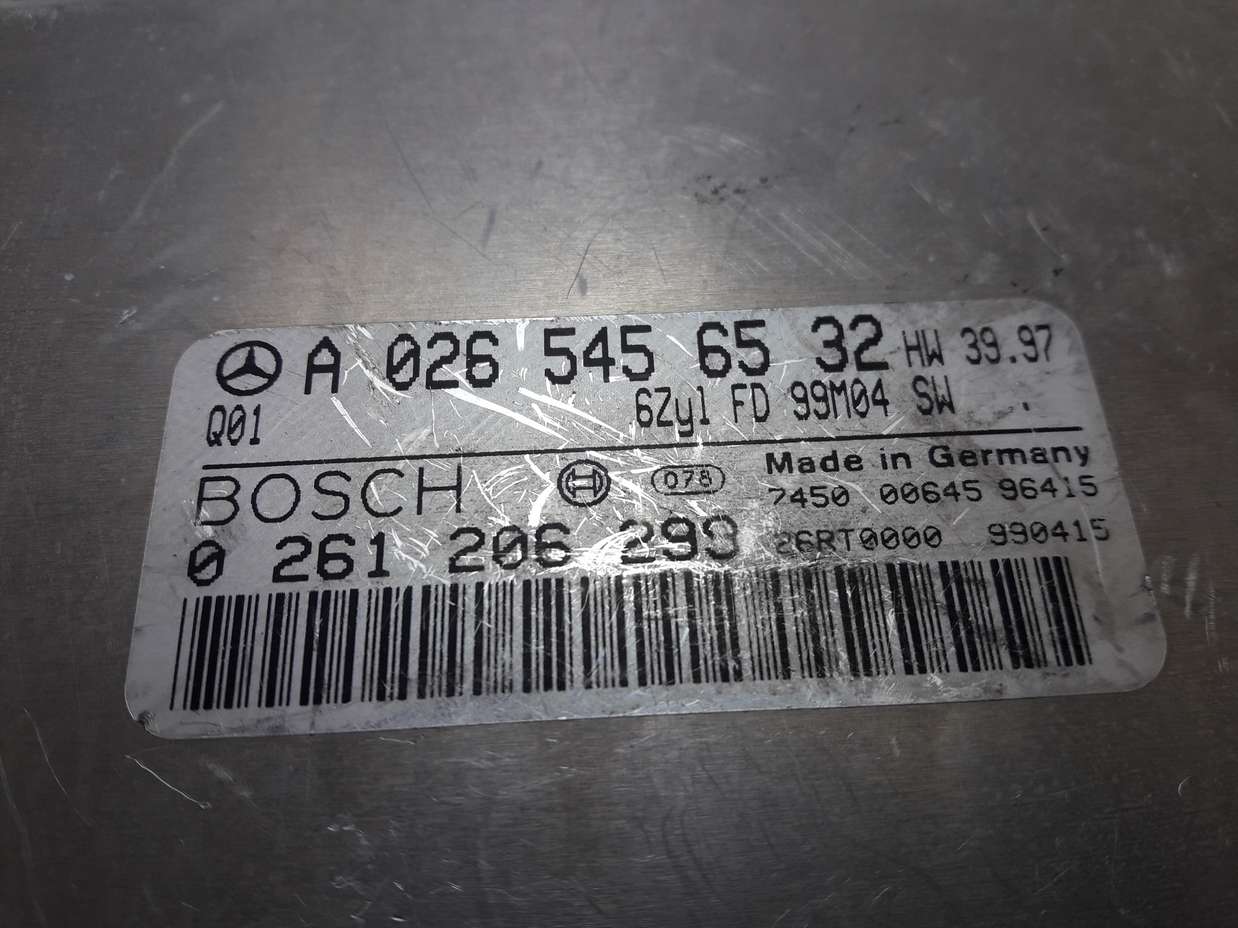 A 026 545 65 32 HW 39.97
Q01 6Zyl FD 99M04 SW .
BOSCH 078 Made in Germany
7450 00645 96415
0 261 206 299 26RT0000 990415